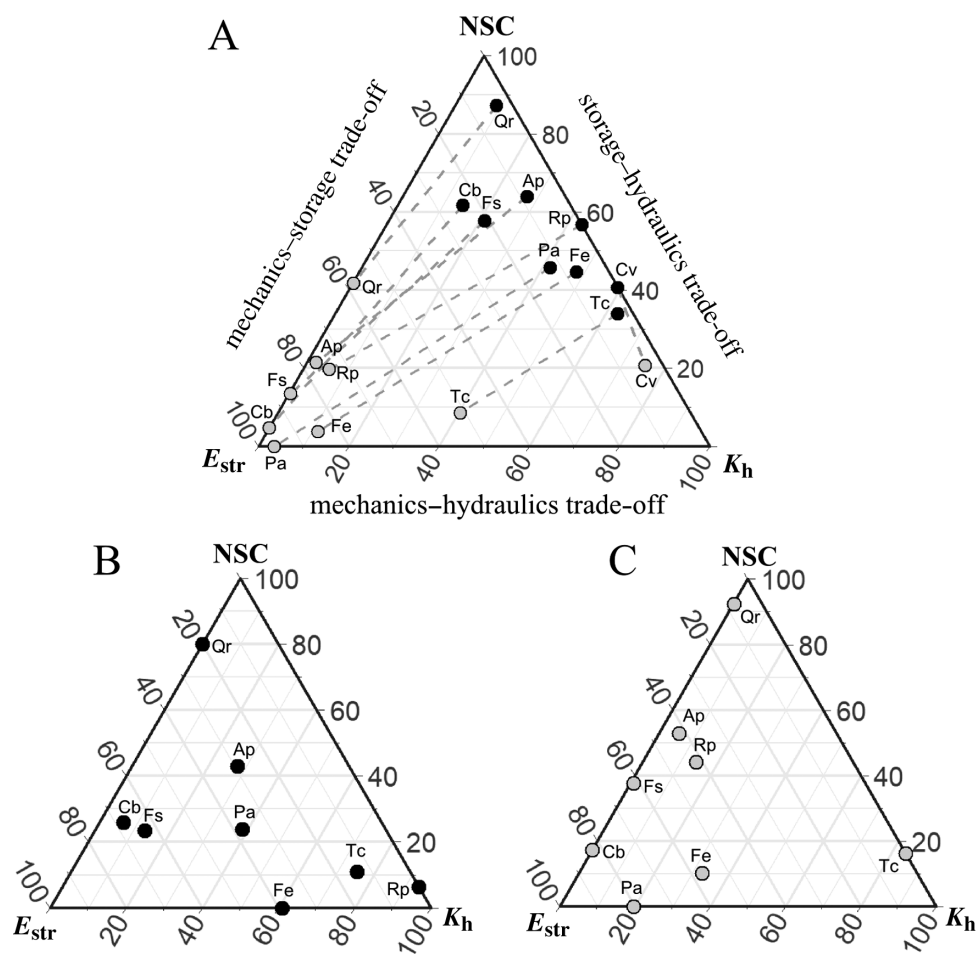 A
NSC
100
20
80
Qr
mechanics–storage trade-off
storage–hydraulics trade-off
40
Cb
Fs
Ap
60
Rp
60
Qr
Pa
Fe
Cv
40
Tc
80
Ap
Rp
20
Cv
Fs
Tc
100
Cb
Fe
Estr
Pa
20
40
60
80
100
Kh
mechanics–hydraulics trade-off
B
NSC
100
20
Qr
80
40
60
60
Ap
40
80
Cb
Fs
Pa
20
Tc
100
Fe
Rp
Estr
20
40
60
80
100
Kh
C
NSC
100
Qr
20
80
40
Ap
60
Rp
60
Fs
40
80
Cb
20
Fe
Tc
100
Pa
Estr
20
40
60
80
100
Kh